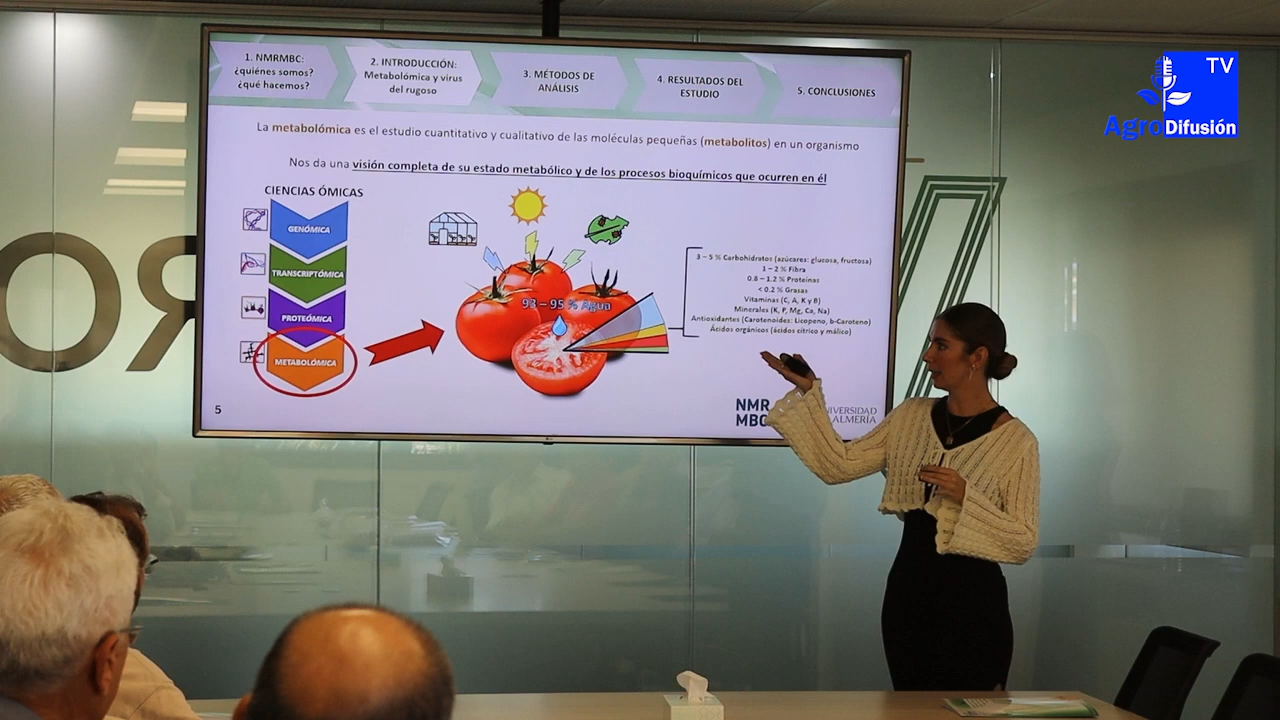 TV
AgroDifusión
1. NMRMBC:
¿quiénes somos?
¿qué hacemos?
2. INTRODUCCIÓN:
Metabolómica y virus
del rugoso
3. MÉTODOS DE
ANÁLISIS
4. RESULTADOS DEL
ESTUDIO
5. CONCLUSIONES
La metabolómica es el estudio cuantitativo y cualitativo de las moléculas pequeñas (metabolitos) en un organismo
Nos da una visión completa de su estado metabólico y de los procesos bioquímicos que ocurren en él
CIENCIAS ÓMICAS
GENÓMICA
TRANSCRIPTÓMICA
PROTEÓMICA
METABOLÓMICA
93 – 95 % Agua
3 – 5 % Carbohidratos (azúcares: glucosa, fructosa)
1 – 2 % Fibra
0.8 – 1.2 % Proteínas
< 0.2 % Grasas
Vitaminas (C, A, K y B)
Minerales (K, P, Mg, Ca, Na)
Antioxidantes (Carotenoides: Licopeno, b-Caroteno)
Ácidos orgánicos (ácidos cítrico y málico)
5
NMR
MBC
VERSIDAD
ALMERÍA